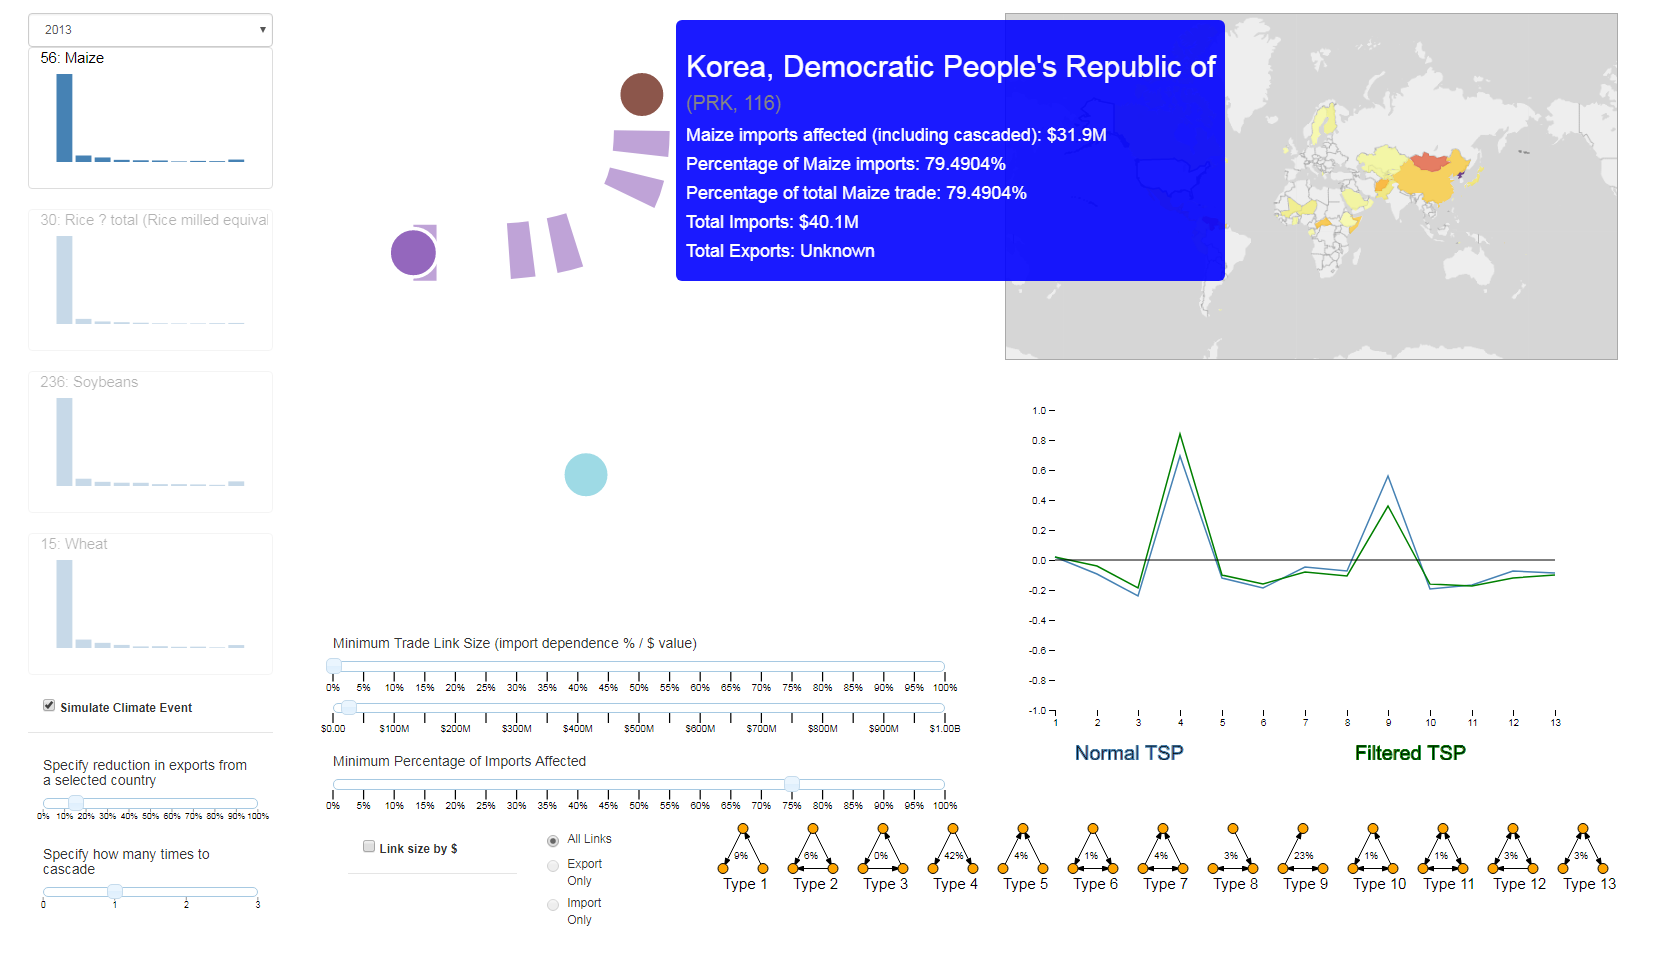 2013
56: Maize
30: Rice ? total (Rice milled equival
236: Soybeans
15: Wheat
Simulate Climate Event
Specify reduction in exports from
a selected country
0% 10% 20% 30% 40% 50% 60% 70% 80% 90% 100%
Specify how many times to
cascade
0 1 2 3
Korea, Democratic People's Republic of
(PRK, 116)
Maize imports affected (including cascaded): $31.9M
Percentage of Maize imports: 79.4904%
Percentage of total Maize trade: 79.4904%
Total Imports: $40.1M
Total Exports: Unknown
Minimum Trade Link Size (import dependence % / $ value)
0% 5% 10% 15% 20% 25% 30% 35% 40% 45% 50% 55% 60% 65% 70% 75% 80% 85% 90% 95% 100%
$0.00 $100M $200M $300M $400M $500M $600M $700M $800M $900M $1.00B
Minimum Percentage of Imports Affected
0% 5% 10% 15% 20% 25% 30% 35% 40% 45% 50% 55% 60% 65% 70% 75% 80% 85% 90% 95% 100%
Link size by $
All Links
Export
Only
Import
Only
1.0
0.8
0.6
0.4
0.2
0.0
-0.2
-0.4
-0.6
-0.8
-1.0
1 2 3 4 5 6 7 8 9 10 11 12 13
Normal TSP Filtered TSP
9% 6% 0% 42% 4% 1% 4% 3% 23% 1% 1% 3% 3%
Type 1 Type 2 Type 3 Type 4 Type 5 Type 6 Type 7 Type 8 Type 9 Type 10 Type 11 Type 12 Type 13